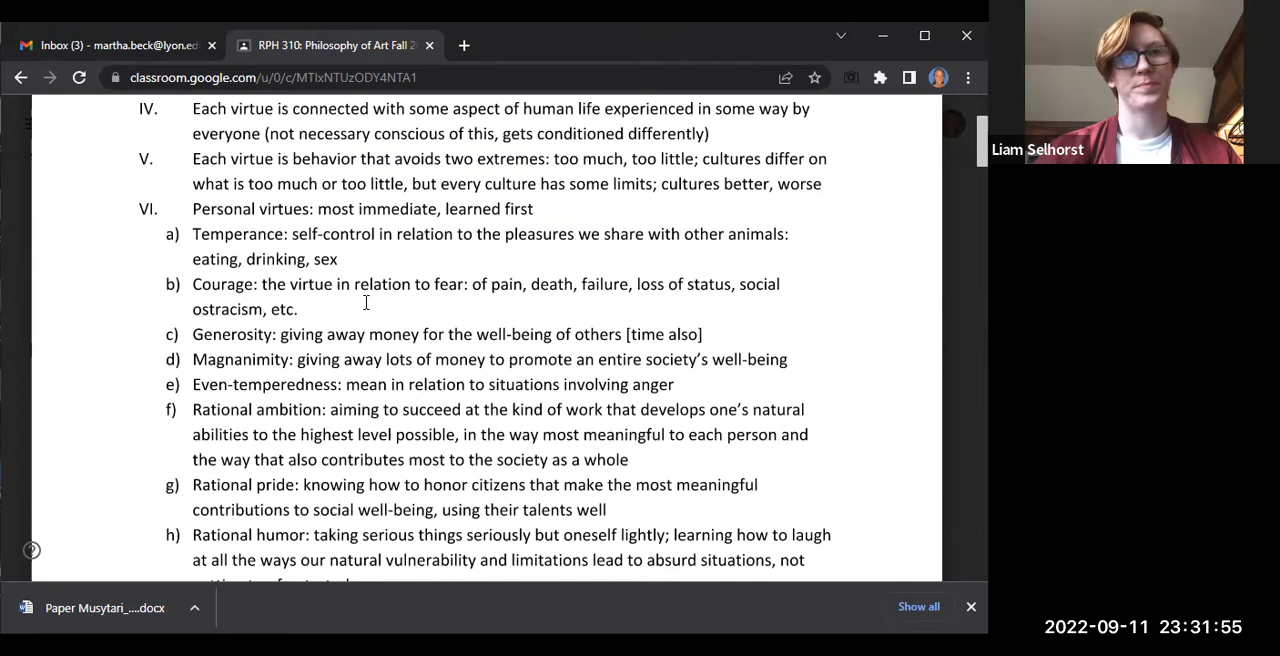 Inbox (3) - martha.beck@lyon.ed
RPH 310: Philosophy of Art Fall 2
classroom.google.com/u/0/c/MTIxNTUzODY4NTA1
IV. Each virtue is connected with some aspect of human life experienced in some way by
everyone (not necessary conscious of this, gets conditioned differently)
V. Each virtue is behavior that avoids two extremes: too much, too little; cultures differ on
what is too much or too little, but every culture has some limits; cultures better, worse
VI. Personal virtues: most immediate, learned first
a) Temperance: self-control in relation to the pleasures we share with other animals:
eating, drinking, sex
b) Courage: the virtue in relation to fear: of pain, death, failure, loss of status, social
ostracism, etc.
c) Generosity: giving away money for the well-being of others [time also]
d) Magnanimity: giving away lots of money to promote an entire society's well-being
e) Even-temperedness: mean in relation to situations involving anger
f) Rational ambition: aiming to succeed at the kind of work that develops one's natural
abilities to the highest level possible, in the way most meaningful to each person and
the way that also contributes most to the society as a whole
g) Rational pride: knowing how to honor citizens that make the most meaningful
contributions to social well-being, using their talents well
h) Rational humor: taking serious things seriously but oneself lightly; learning how to laugh
at all the ways our natural vulnerability and limitations lead to absurd situations, not
Paper Musytari_....docx
Show all
Liam Selhorst
2022-09-11 23:31:55